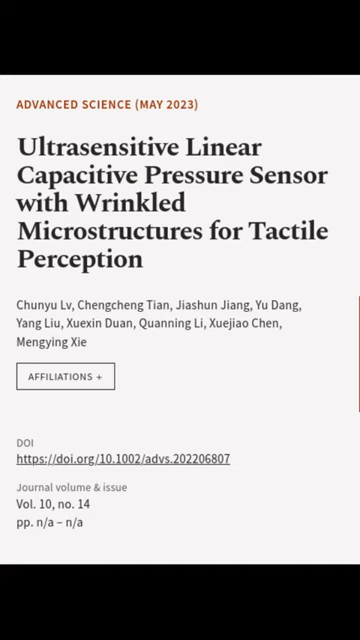 ADVANCED SCIENCE (MAY 2023)
Ultrasensitive Linear
Capacitive Pressure Sensor
with Wrinkled
Microstructures for Tactile
Perception
Chunyu Lv, Chengcheng Tian, Jiashun Jiang, Yu Dang,
Yang Liu, Xuexin Duan, Quanning Li, Xuejiao Chen,
Mengying Xie
AFFILIATIONS +
DOI
https://doi.org/10.1002/advs.202206807
Journal volume & issue
Vol. 10, no. 14
pp. n/a – n/a